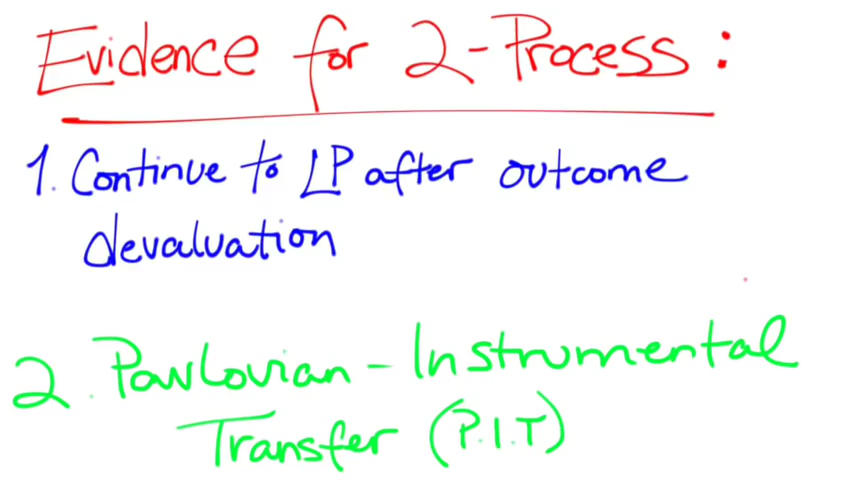 Evidence for 2-Process:
1. Continue to LP after outcome
devaluation
2. Pavlovian-Instrumental
Transfer (P.I.T)